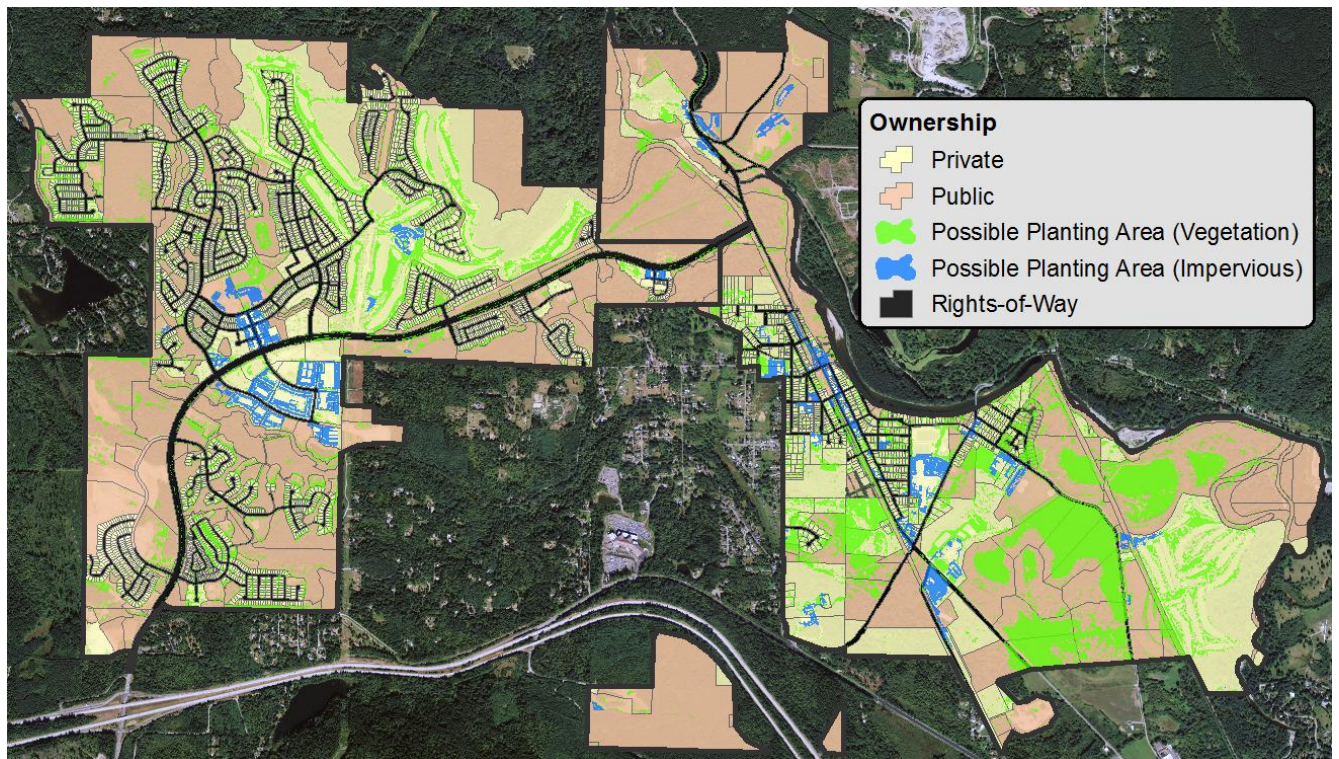 Ownership
Private
Public
Possible Planting Area (Vegetation)
Possible Planting Area (Impervious)
Rights-of-Way